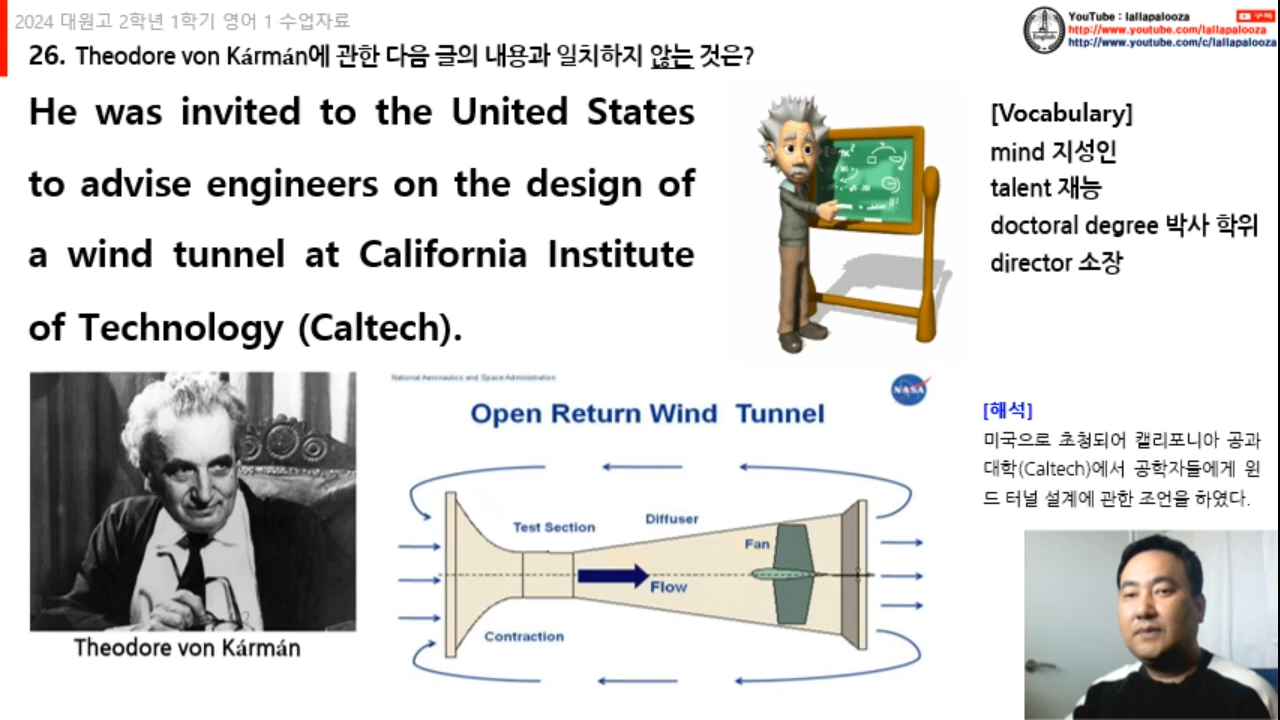 2024 대원고 2학년 1학기 영어 1 수업자료
YouTube : lallapalooza
http://www.youtube.com/lallapalooza
http://www.youtube.com/c/lallapalooza
26. Theodore von Kármán에 관한 다음 글의 내용과 일치하지 않는 것은?
He was invited to the United States
to advise engineers on the design of
a wind tunnel at California Institute
of Technology (Caltech).
[Vocabulary]
mind 지성인
talent 재능
doctoral degree 박사 학위
director 소장
Theodore von Kármán
National Aeronautics and Space Administration
NASA
Open Return Wind Tunnel
Test Section
Diffuser
Fan
Flow
Contraction
[해석]
미국으로 초청되어 캘리포니아 공과
대학(Caltech)에서 공학자들에게 윈
드 터널 설계에 관한 조언을 하였다.